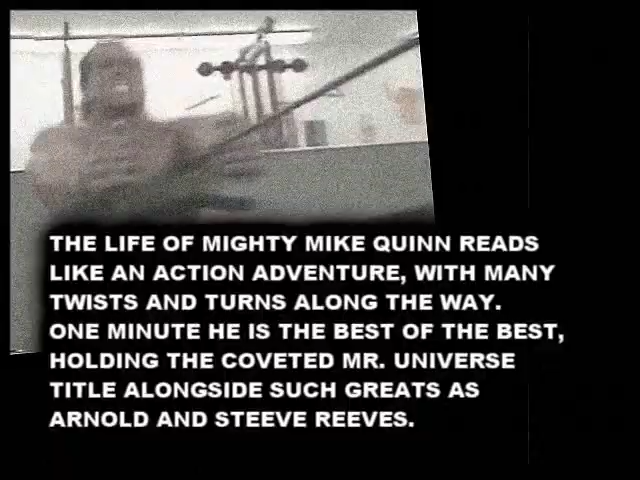 THE LIFE OF MIGHTY MIKE QUINN READS
LIKE AN ACTION ADVENTURE, WITH MANY
TWISTS AND TURNS ALONG THE WAY.
ONE MINUTE HE IS THE BEST OF THE BEST,
HOLDING THE COVETED MR. UNIVERSE
TITLE ALONGSIDE SUCH GREATS AS
ARNOLD AND STEEVE REEVES.